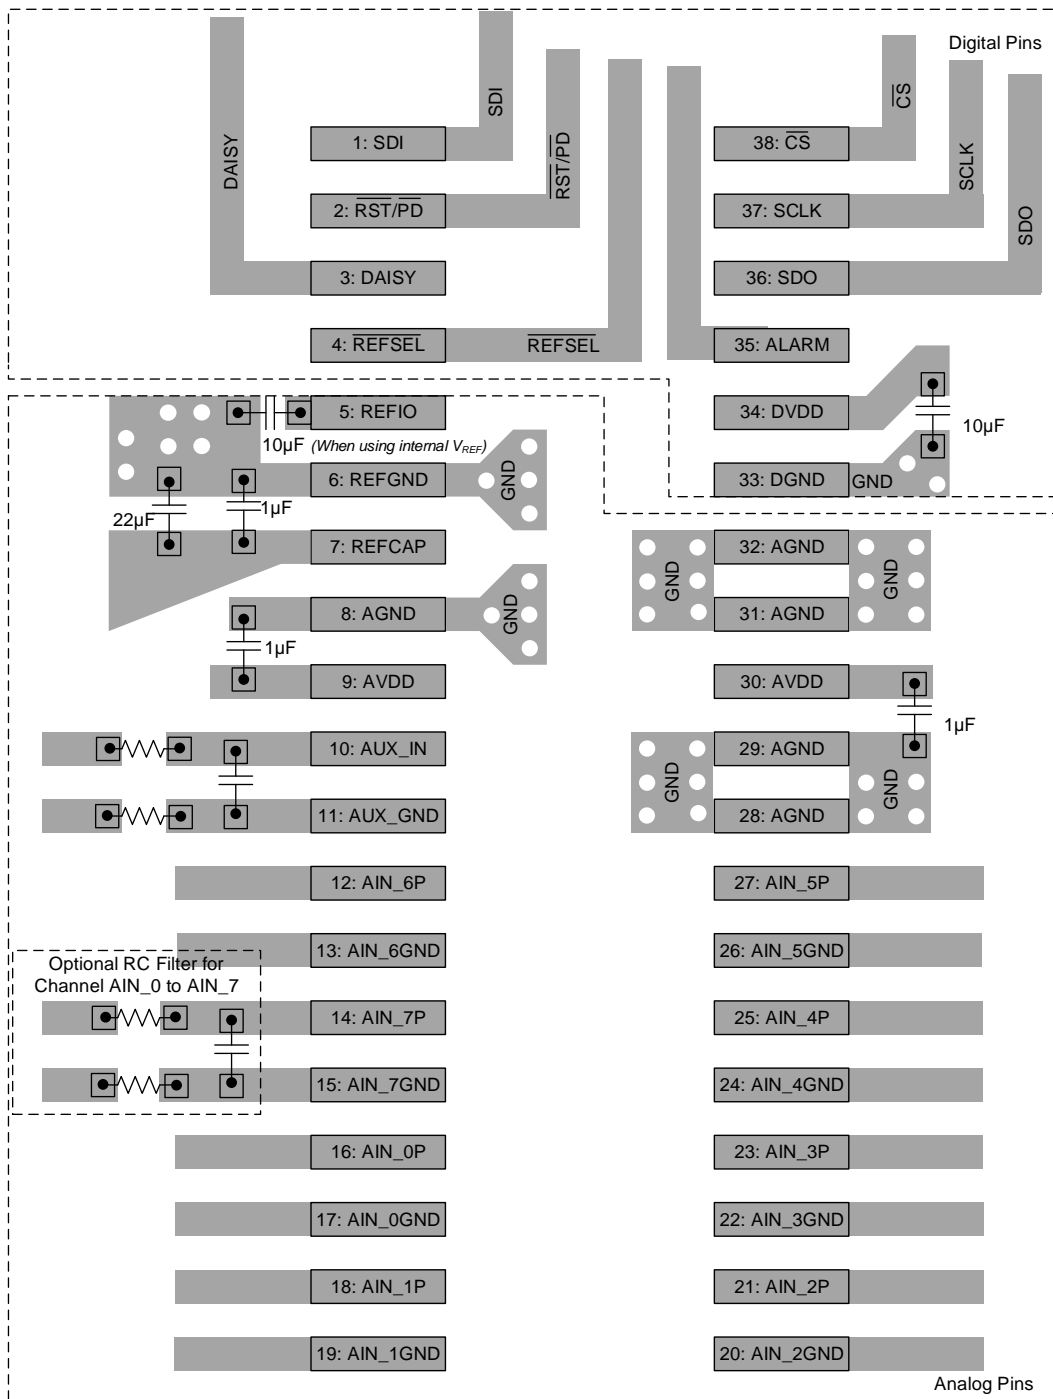 Digital Pins
DAISY
SDI
RST/PD
CS
SCLK
SDO
1: SDI
38: CS
2: RST/PD
37: SCLK
3: DAISY
36: SDO
4: REFSEL
REFSEL
35: ALARM
5: REFIO
34: DVDD
10µF
10µF (When using internal VREF)
6: REFGND
GND
33: DGND
GND
22µF
1µF
7: REFCAP
32: AGND
GND
GND
8: AGND
GND
31: AGND
1µF
9: AVDD
30: AVDD
1µF
10: AUX_IN
29: AGND
GND
GND
11: AUX_GND
28: AGND
12: AIN_6P
27: AIN_5P
13: AIN_6GND
26: AIN_5GND
Optional RC Filter for
Channel AIN_0 to AIN_7
14: AIN_7P
25: AIN_4P
15: AIN_7GND
24: AIN_4GND
16: AIN_0P
23: AIN_3P
17: AIN_0GND
22: AIN_3GND
18: AIN_1P
21: AIN_2P
19: AIN_1GND
20: AIN_2GND
Analog Pins